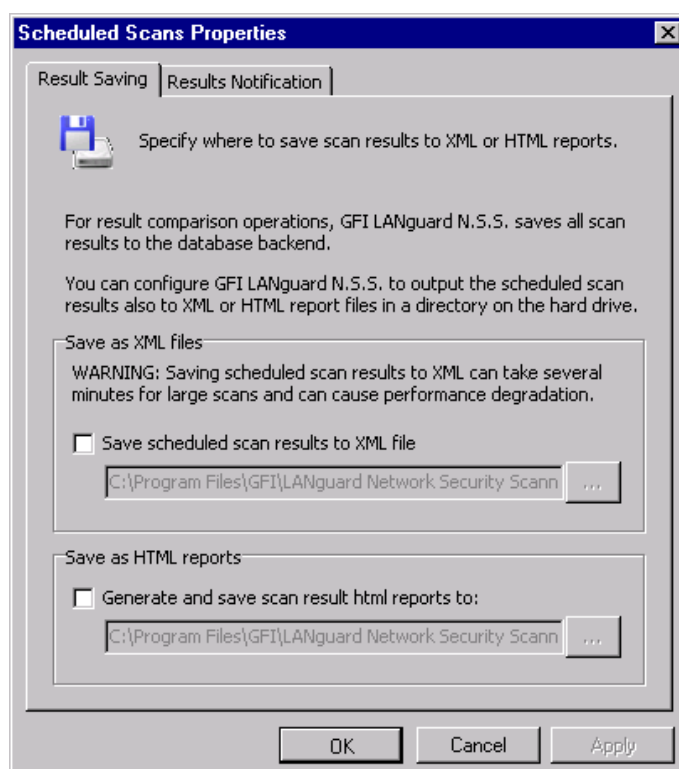 Scheduled Scans Properties
Result Saving
Results Notification
Specify where to save scan results to XML or HTML reports.
For result comparison operations, GFI LANguard N.S.S. saves all scan
results to the database backend.
You can configure GFI LANguard N.S.S. to output the scheduled scan
results also to XML or HTML report files in a directory on the hard drive.
Save as XML files
WARNING: Saving scheduled scan results to XML can take several
minutes for large scans and can cause performance degradation.
Save scheduled scan results to XML file
C:\Program Files\GFI\LANguard Network Security Scann
...
Save as HTML reports
Generate and save scan result html reports to:
C:\Program Files\GFI\LANguard Network Security Scann
...
OK
Cancel
Apply